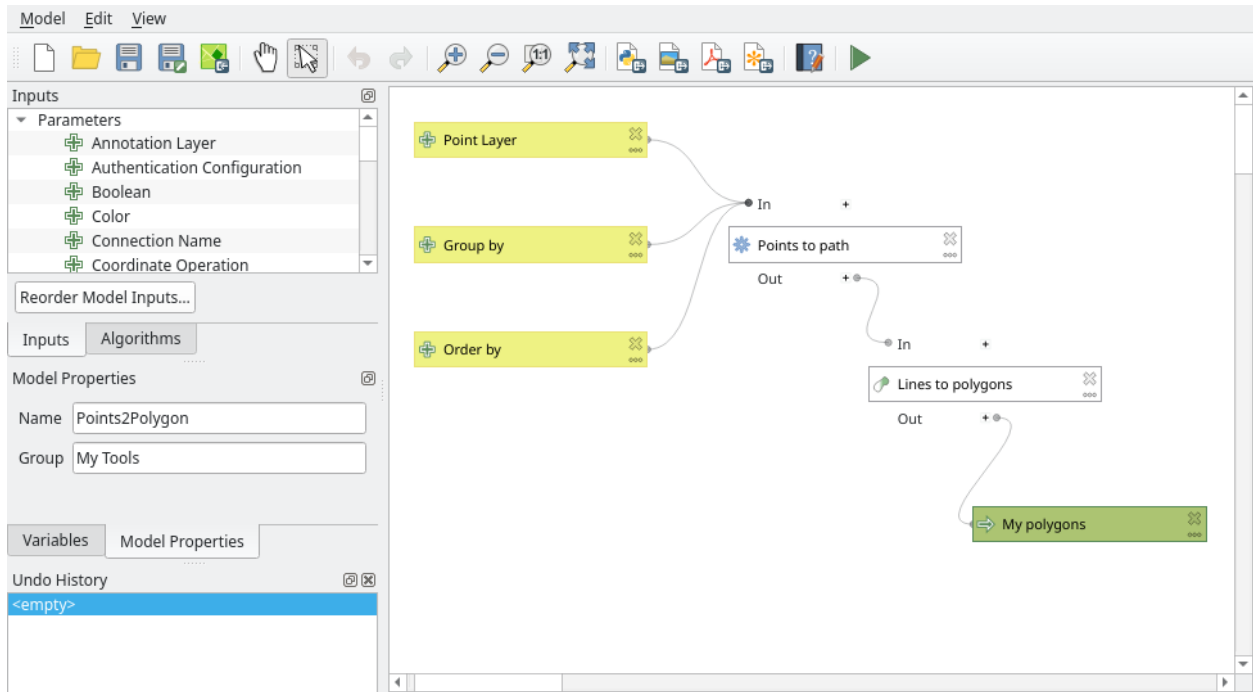 Model Edit View
1:1
Inputs
Parameters
Annotation Layer
Authentication Configuration
Boolean
Color
Connection Name
Coordinate Operation
Reorder Model Inputs...
Inputs Algorithms
Model Properties
Name Points2Polygon
Group My Tools
Variables Model Properties
Undo History
<empty>
Point Layer
Group by
Order by
In +
Points to path
Out +
In +
Lines to polygons
Out +
My polygons